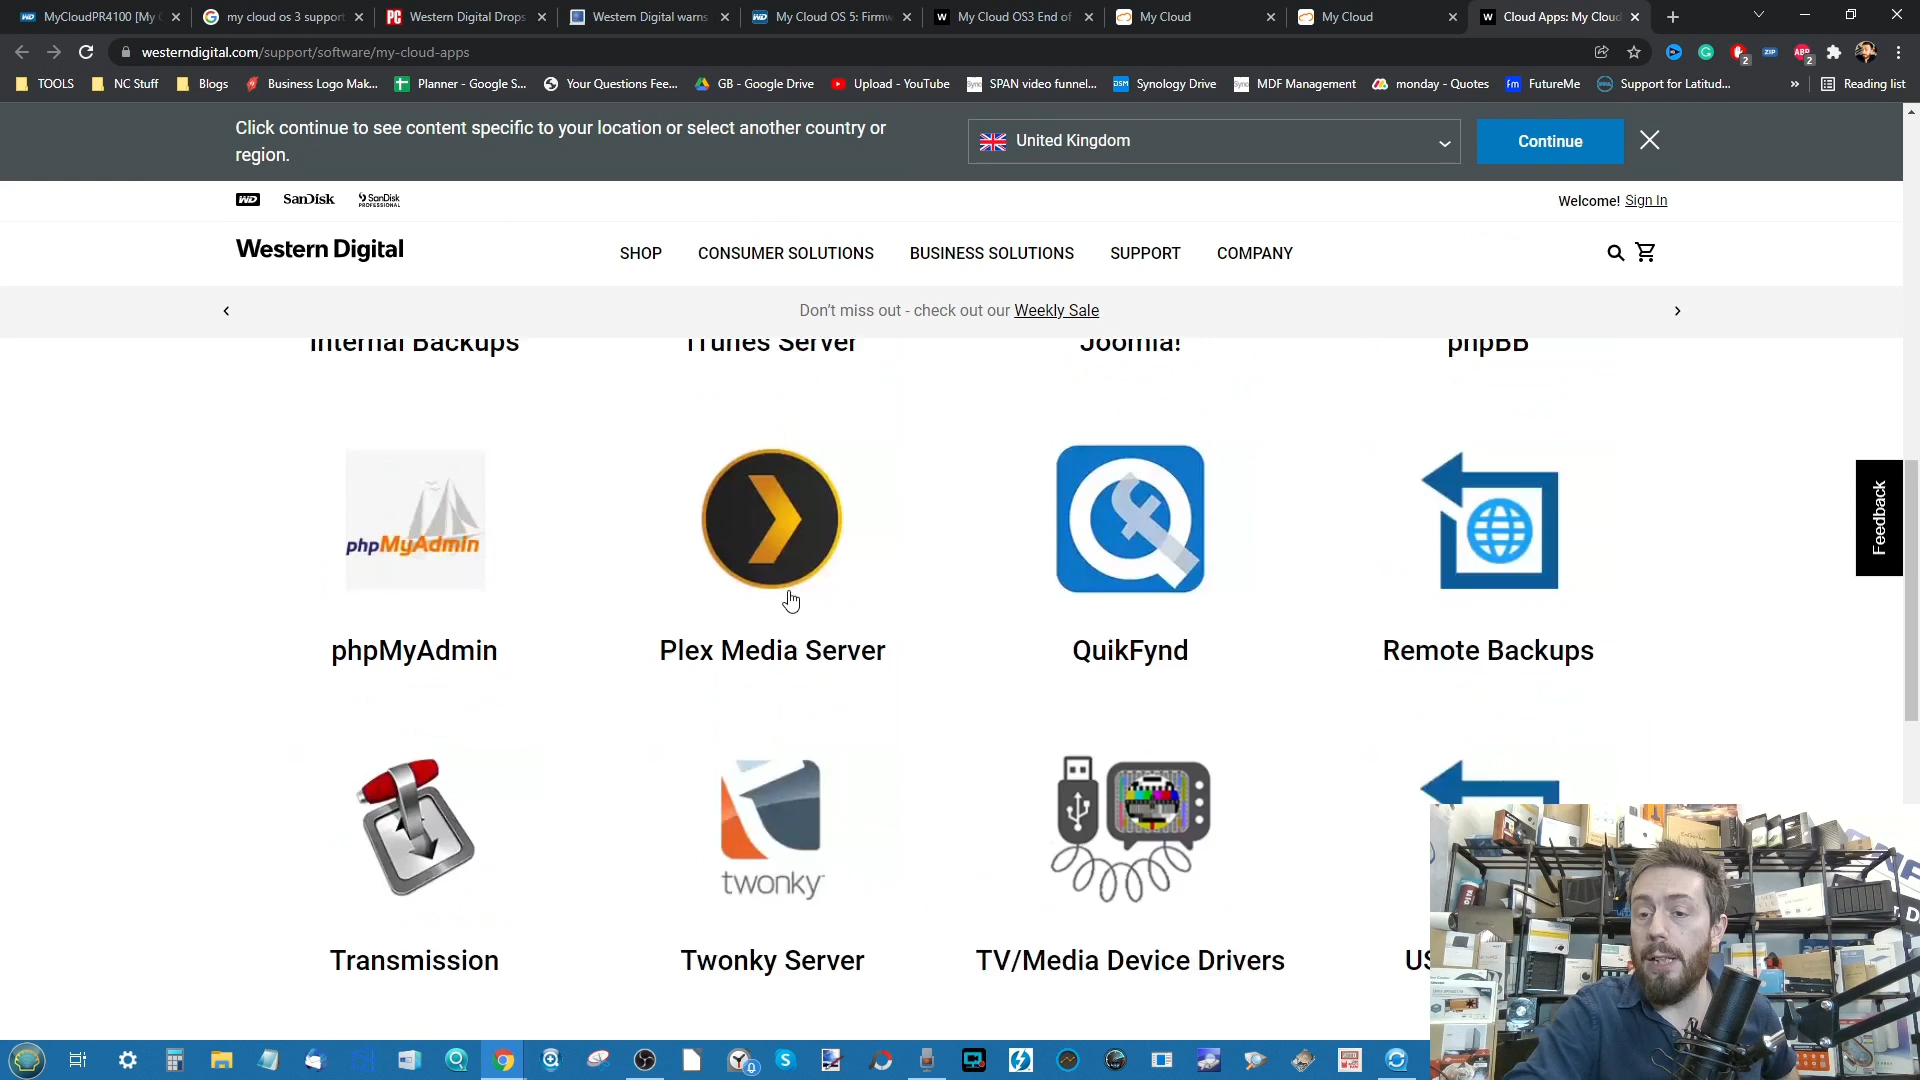 MyCloudPR4100 [My C
my cloud os 3 support
PC Western Digital Drops
Western Digital warns
WD My Cloud OS 5: Firmw
W My Cloud OS3 End of
My Cloud
My Cloud
W Cloud Apps: My Cloud
westerndigital.com/support/software/my-cloud-apps
TOOLS
NC Stuff
Blogs
Business Logo Mak...
Planner - Google S...
Your Questions Fee...
GB - Google Drive
Upload - YouTube
SPAN video funnel...
Synology Drive
MDF Management
monday - Quotes
FutureMe
Support for Latitud...
Reading list
Click continue to see content specific to your location or select another country or
region.
United Kingdom
Continue
WD
SanDisk
SanDisk
PROFESSIONAL
Welcome! Sign In
Western Digital
SHOP
CONSUMER SOLUTIONS
BUSINESS SOLUTIONS
SUPPORT
COMPANY
Don't miss out - check out our Weekly Sale
Internal Backups
iTunes Server
Joomla!
phpBB
Feedback
phpMyAdmin
phpMyAdmin
Plex Media Server
QuikFynd
Remote Backups
twonky
Transmission
Twonky Server
TV/Media Device Drivers
US